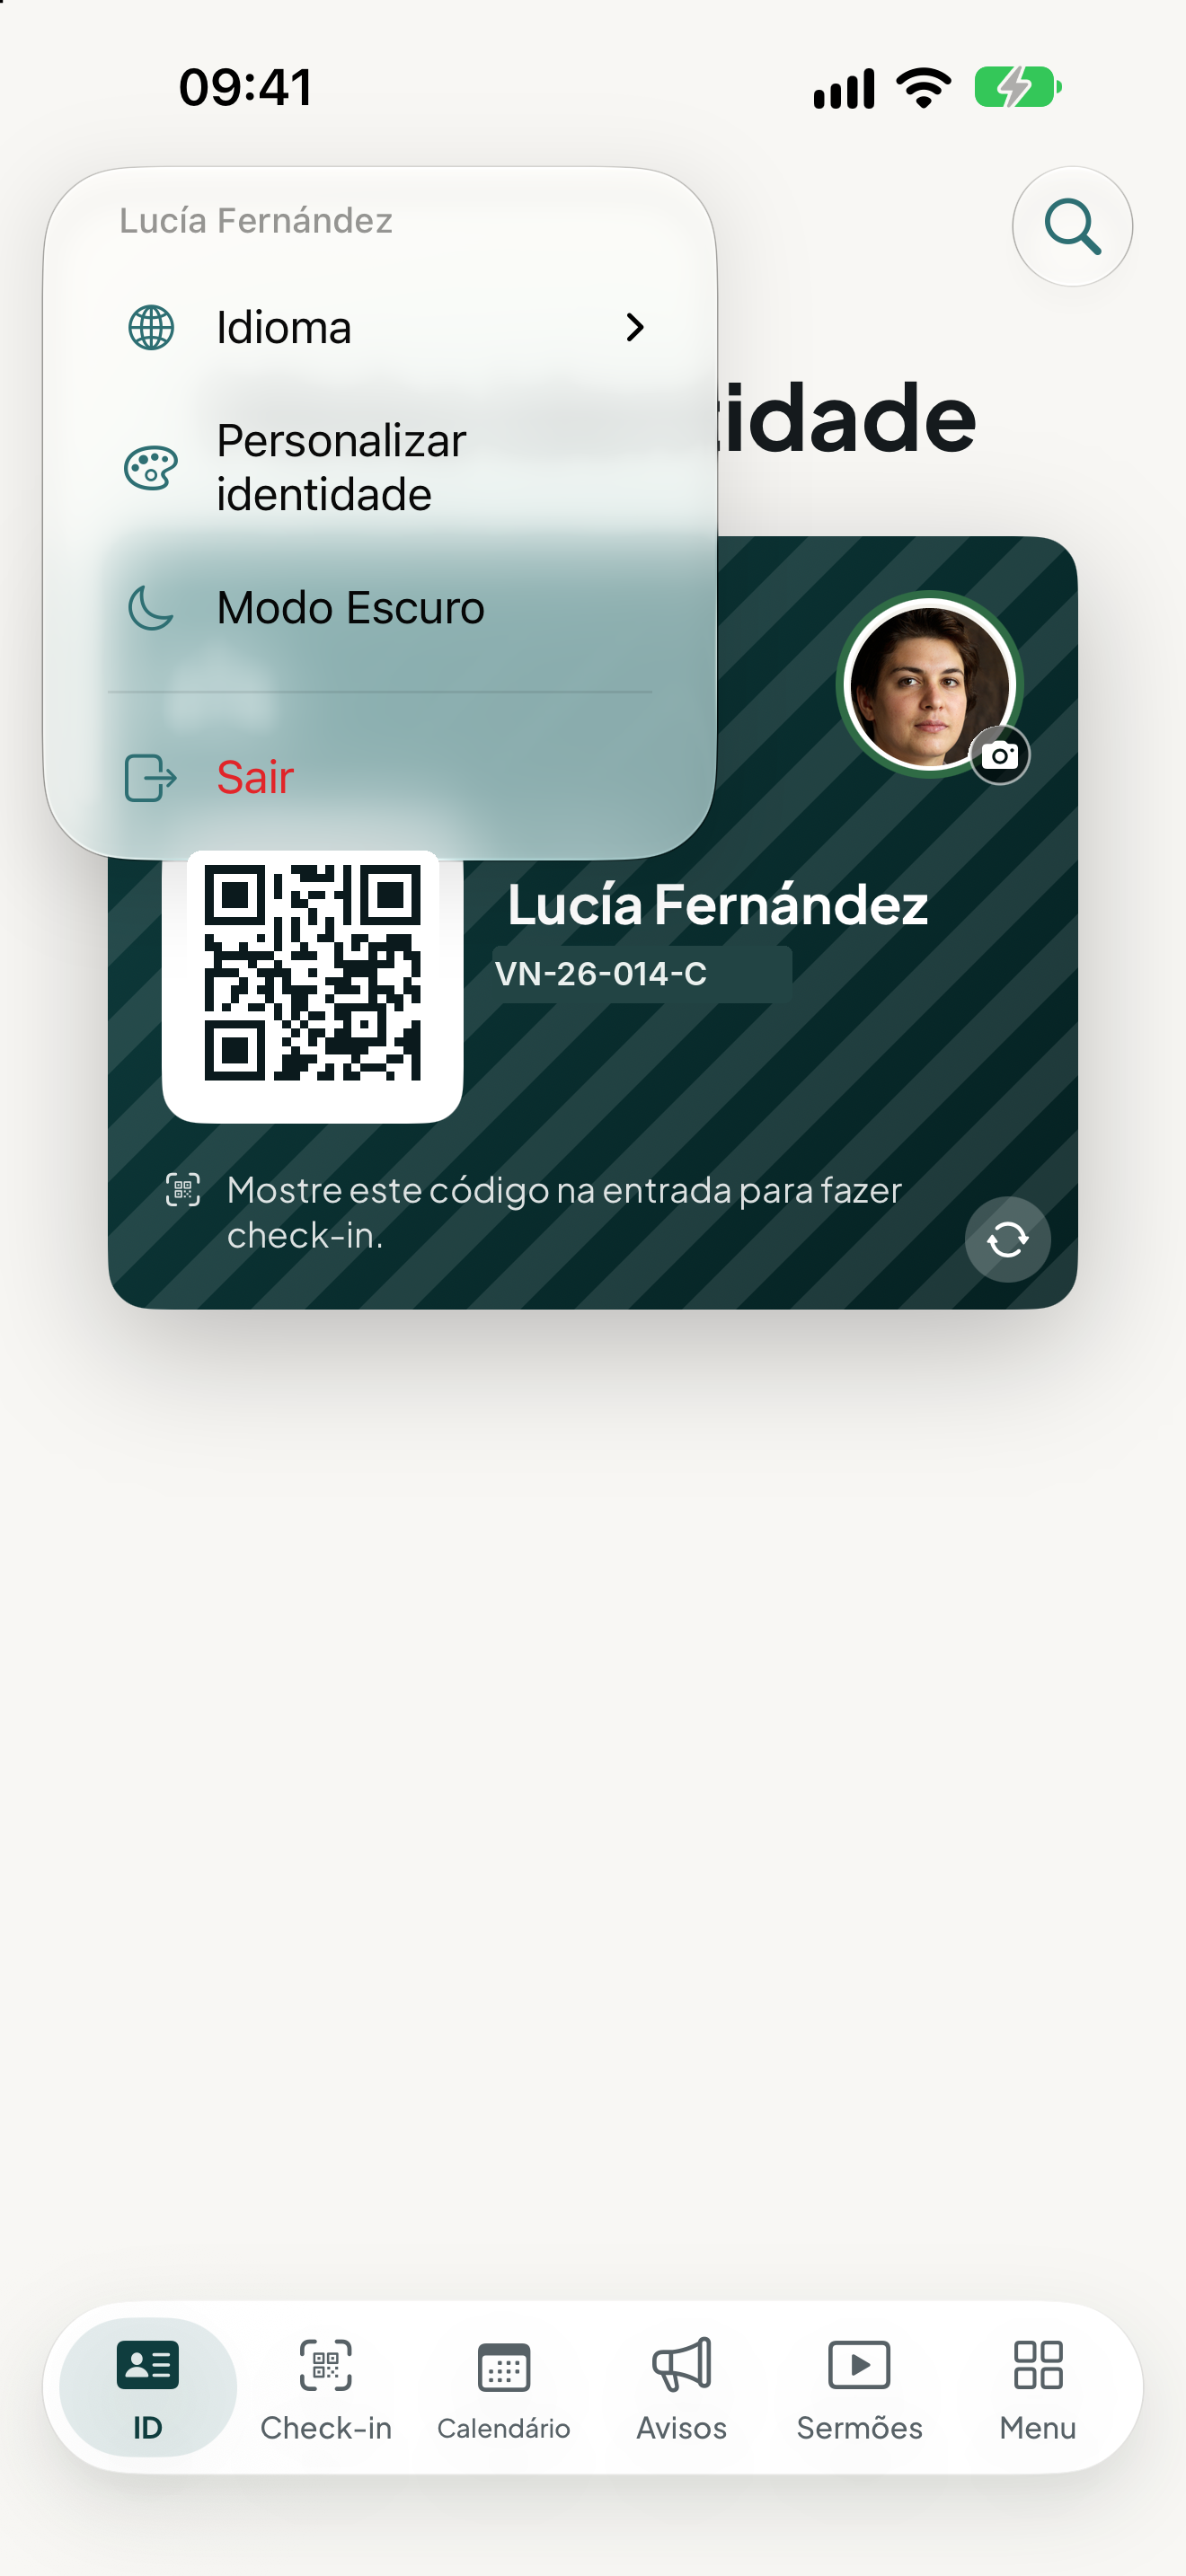 09:41
Lucía Fernández
Idioma
tidade
Personalizar
identidade
Modo Escuro
Sair
Lucía Fernández
VN-26-014-C
Mostre este código na entrada para fazer
check-in.
ID
Check-in
Calendário
Avisos
Sermões
Menu